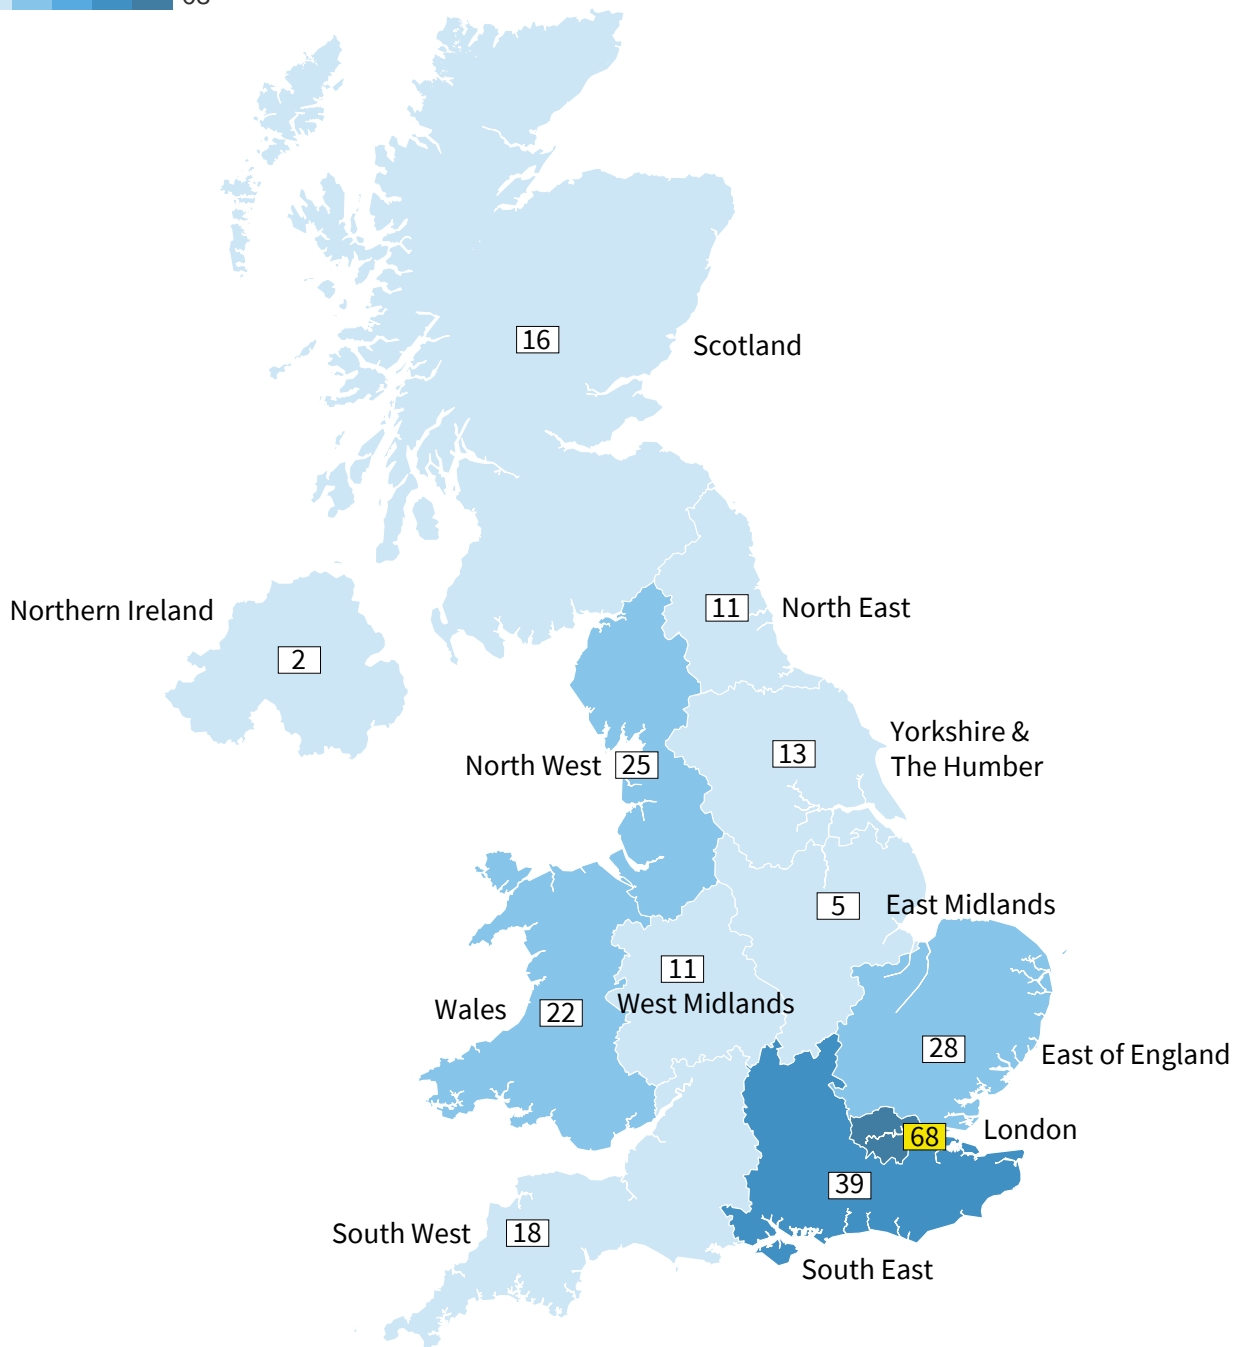 16
Scotland
Northern Ireland
2
11
North East
Yorkshire &
The Humber
13
North West
25
5
East Midlands
11
West Midlands
Wales
22
28
East of England
London
68
39
South West
18
South East